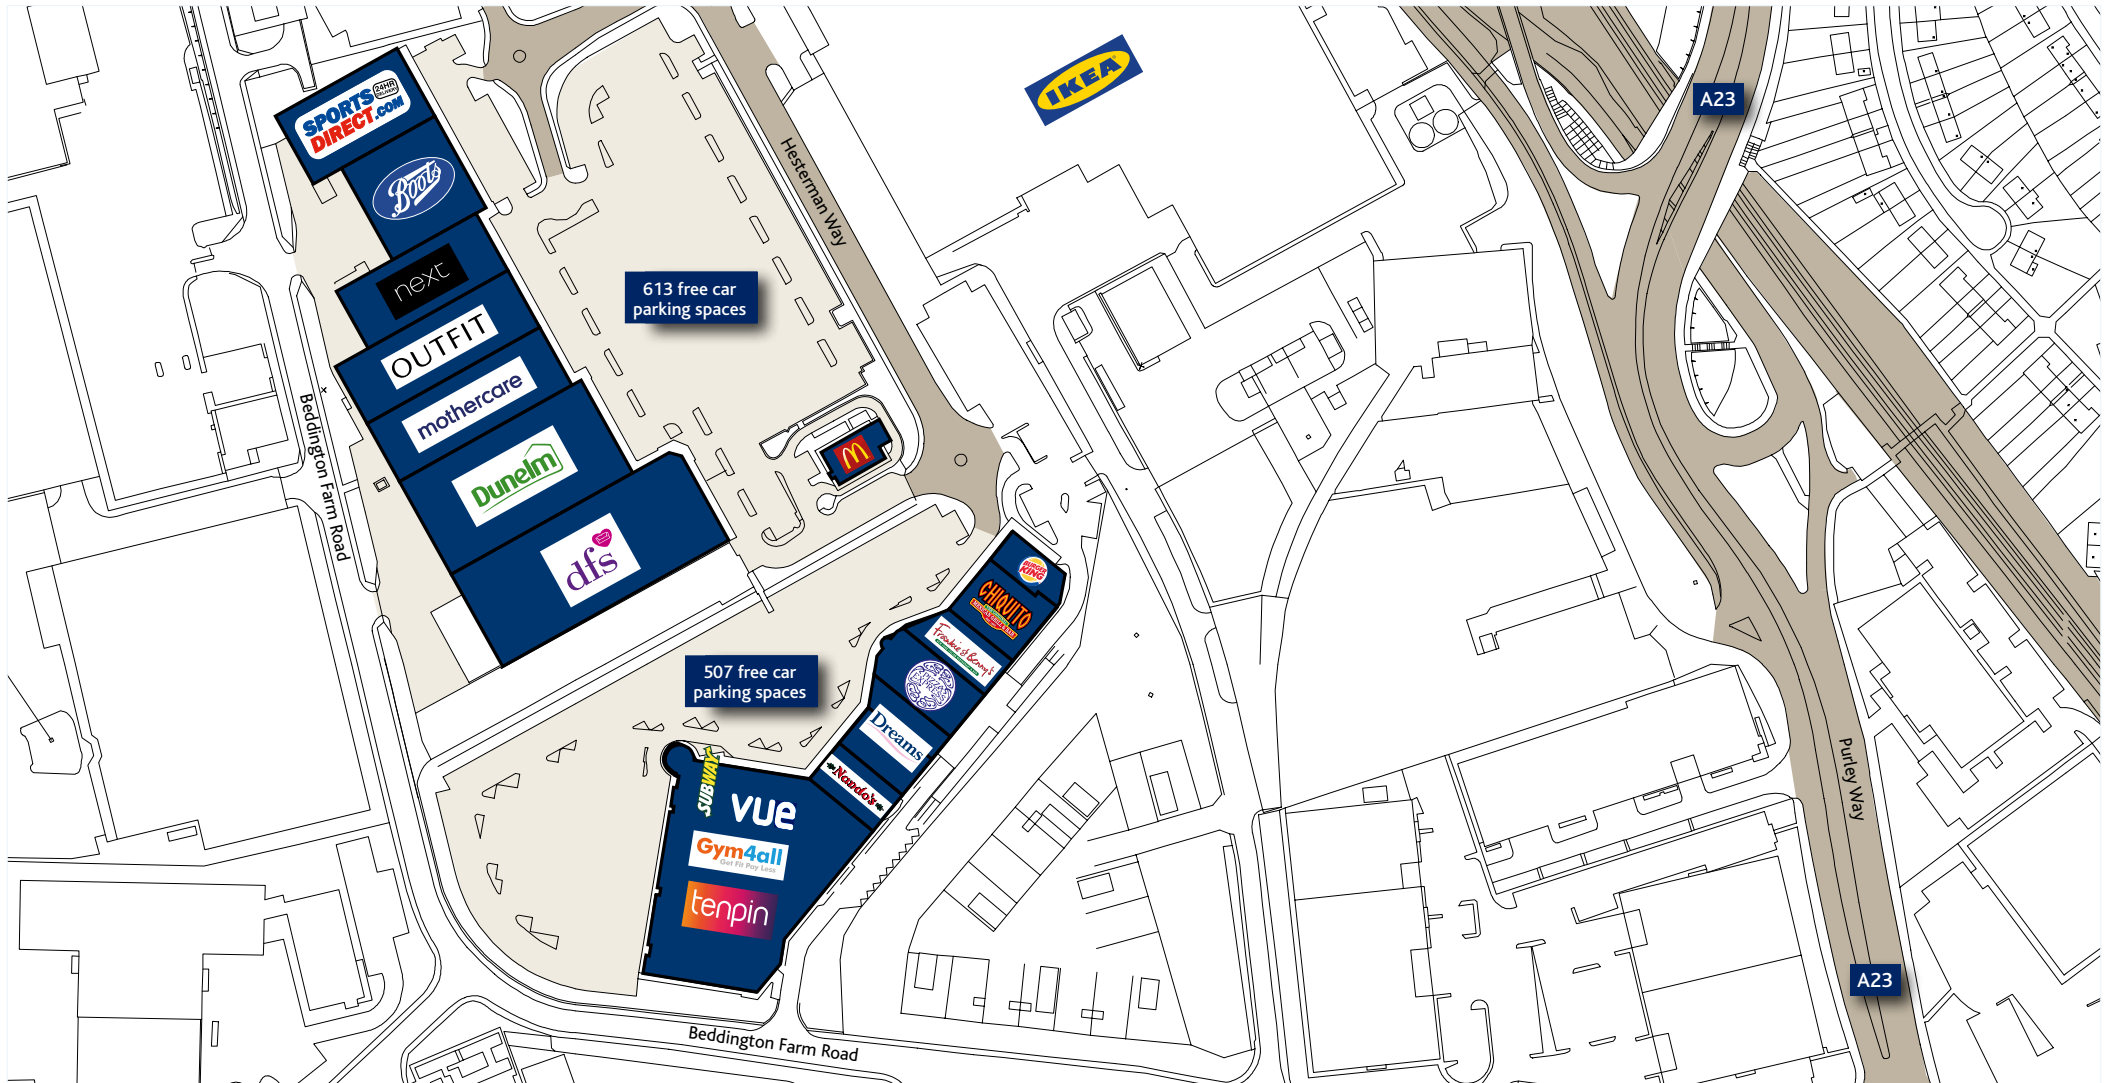 SPORTS
DIRECT.COM
24HR
DELIVERY
Boots
next
OUTFIT
mothercare
Dunelm
dfs
IKEA
A23
Hesterman Way
613 free car
parking spaces
M
Beddington Farm Road
507 free car
parking spaces
BURGER
KING
CHIQUITO
Frankie & Benny's
Dreams
Nando's
SUBWAY
vue
Gym4all
Get Fit Pay Less
tenpin
Purley Way
A23
Beddington Farm Road